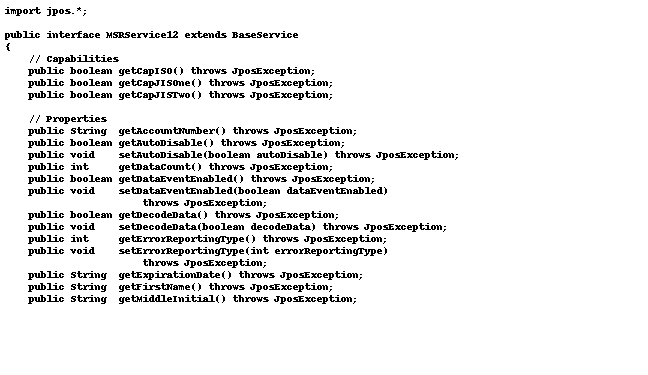 import jpos.*;

public interface MSRService12 extends BaseService
{
    // Capabilities
    public boolean getCapISO() throws JposException;
    public boolean getCapJISOne() throws JposException;
    public boolean getCapJISTwo() throws JposException;

    // Properties
    public String  getAccountNumber() throws JposException;
    public boolean getAutoDisable() throws JposException;
    public void    setAutoDisable(boolean autoDisable) throws JposException;
    public int     getDataCount() throws JposException;
    public boolean getDataEventEnabled() throws JposException;
    public void    setDataEventEnabled(boolean dataEventEnabled)
                       throws JposException;
    public boolean getDecodeData() throws JposException;
    public void    setDecodeData(boolean decodeData) throws JposException;
    public int     getErrorReportingType() throws JposException;
    public void    setErrorReportingType(int errorReportingType)
                       throws JposException;
    public String  getExpirationDate() throws JposException;
    public String  getFirstName() throws JposException;
    public String  getMiddleInitial() throws JposException;